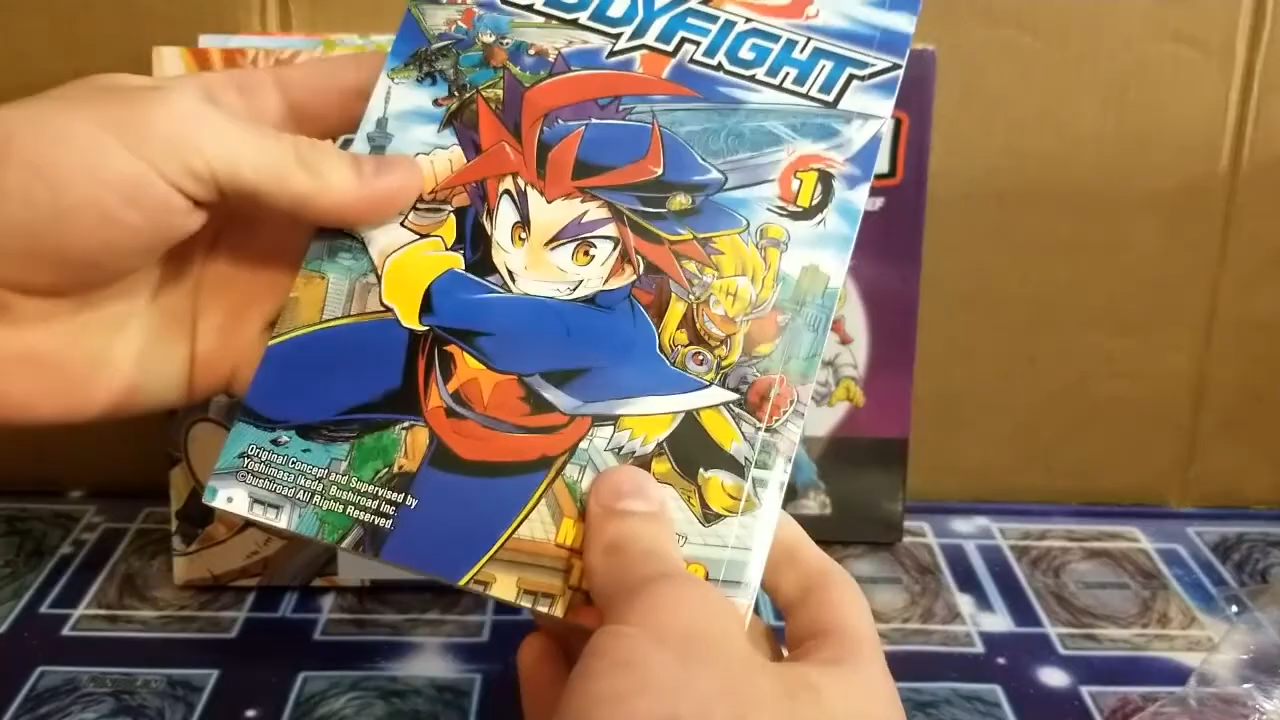 DDYFIGHT
1
Original Concept and Supervised by
Yoshimasa Ikeda, Bushiroad Inc.
©bushiroad All Rights Reserved.